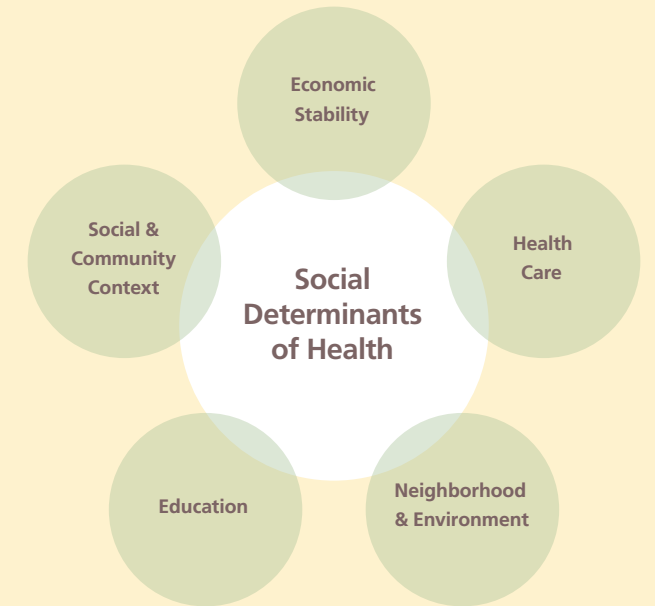 Economic
Stability
Social &
Community
Context
Health
Care
Social
Determinants
of Health
Education
Neighborhood
& Environment